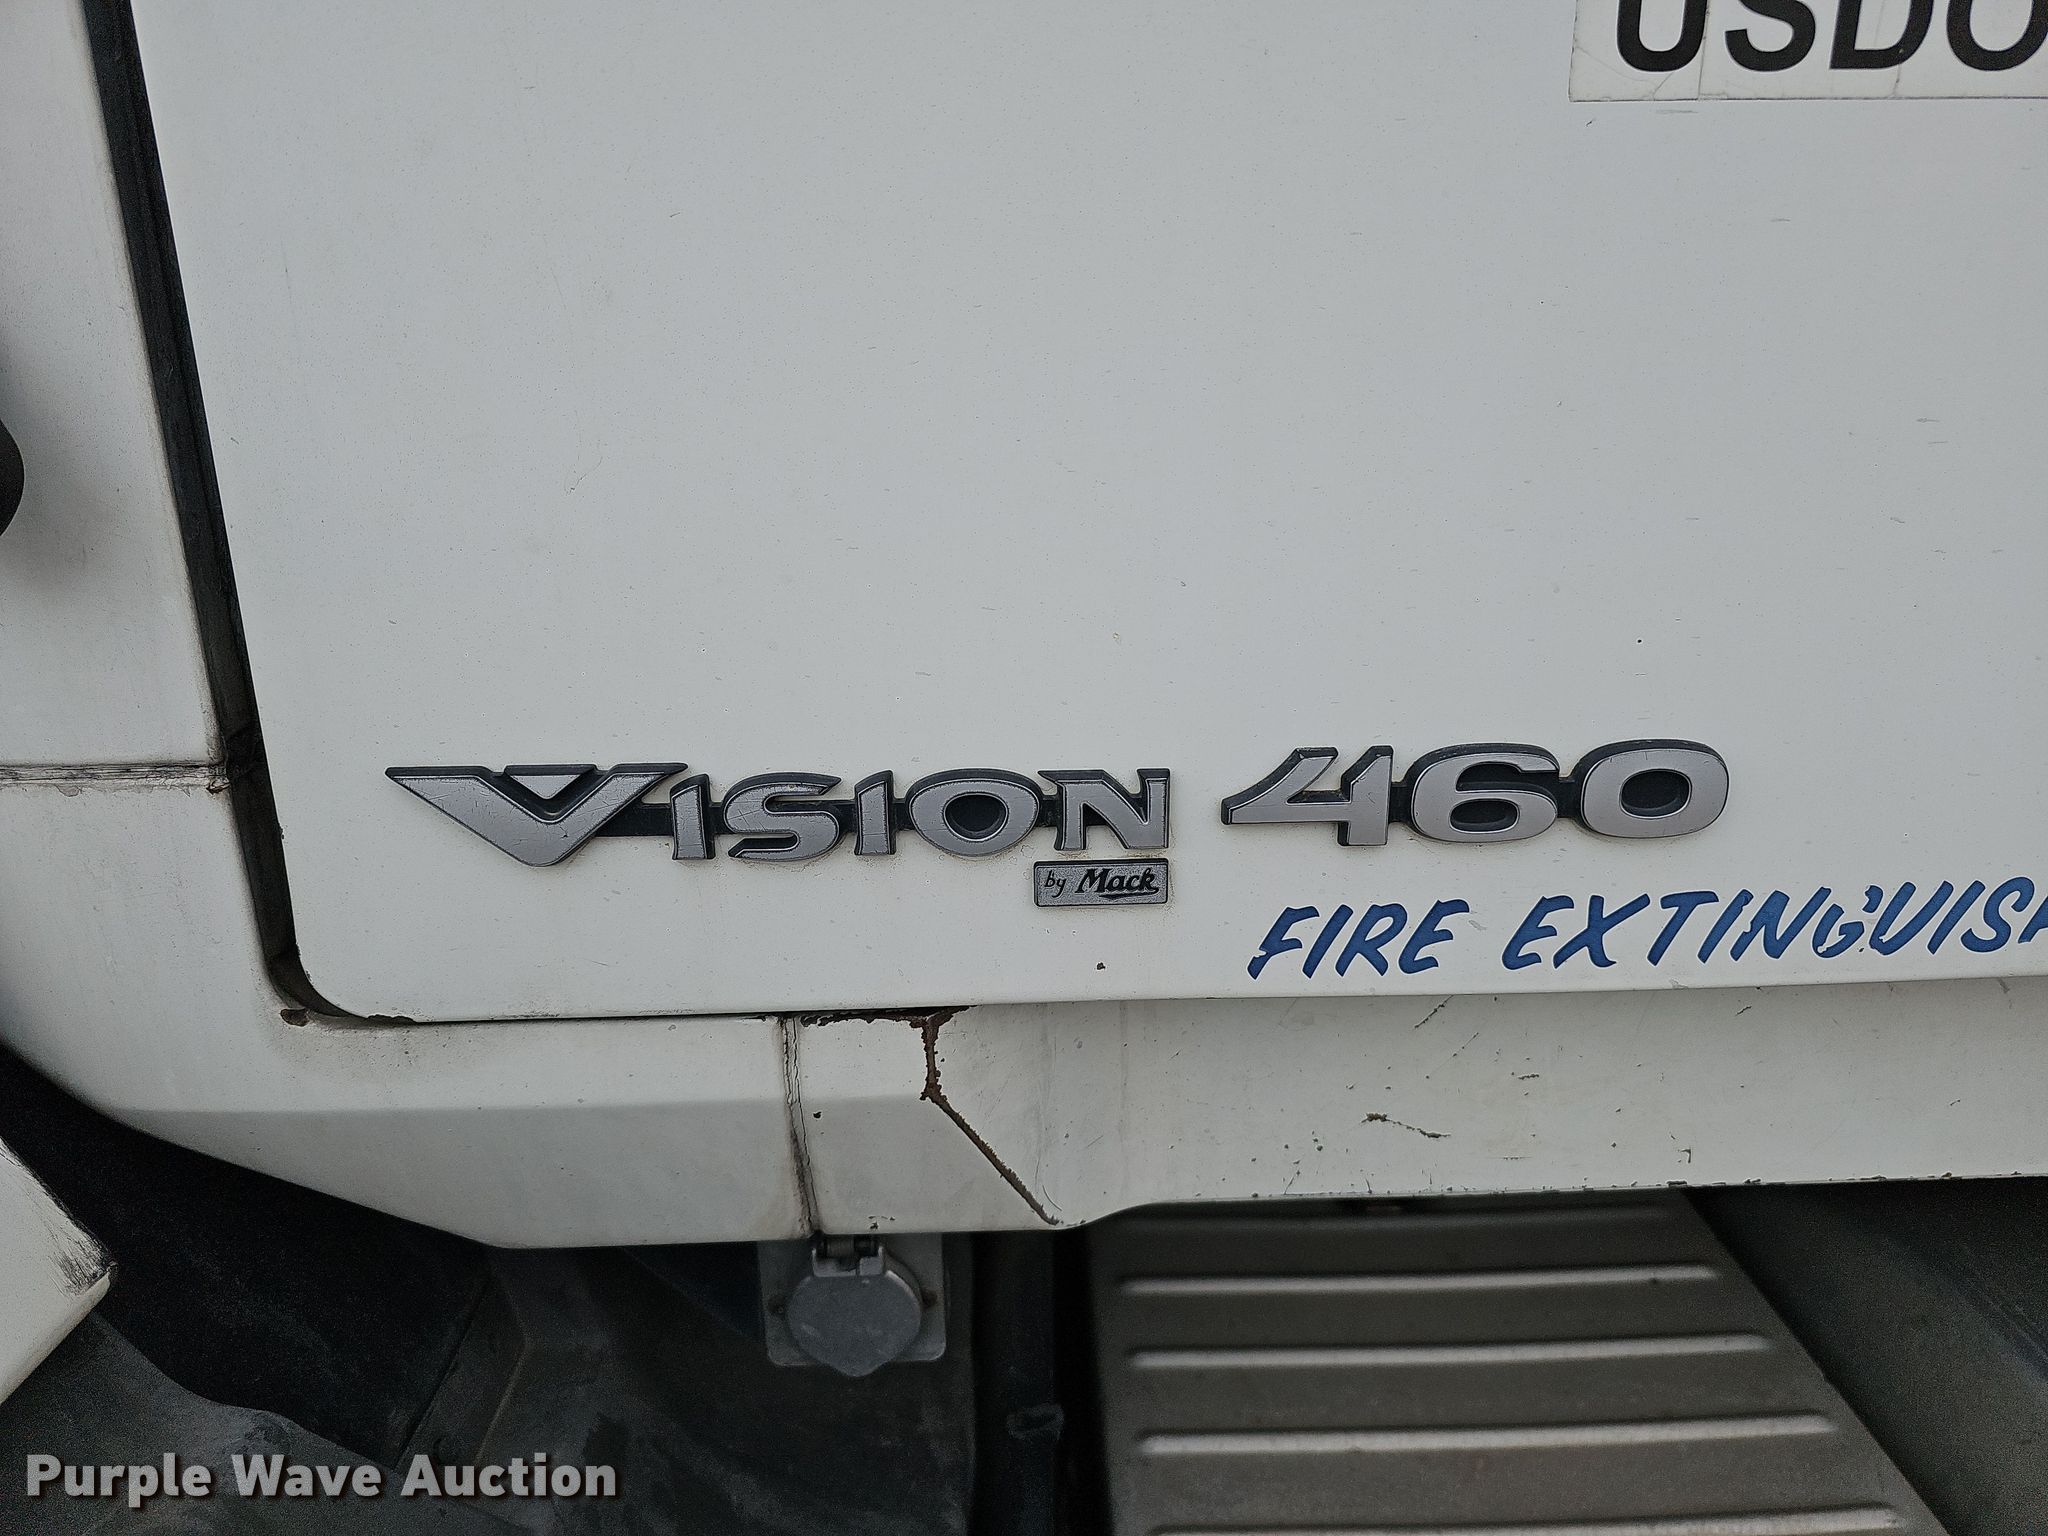 USDO
VISION 460
by Mack
FIRE EXTINGUISH
Purple Wave Auction